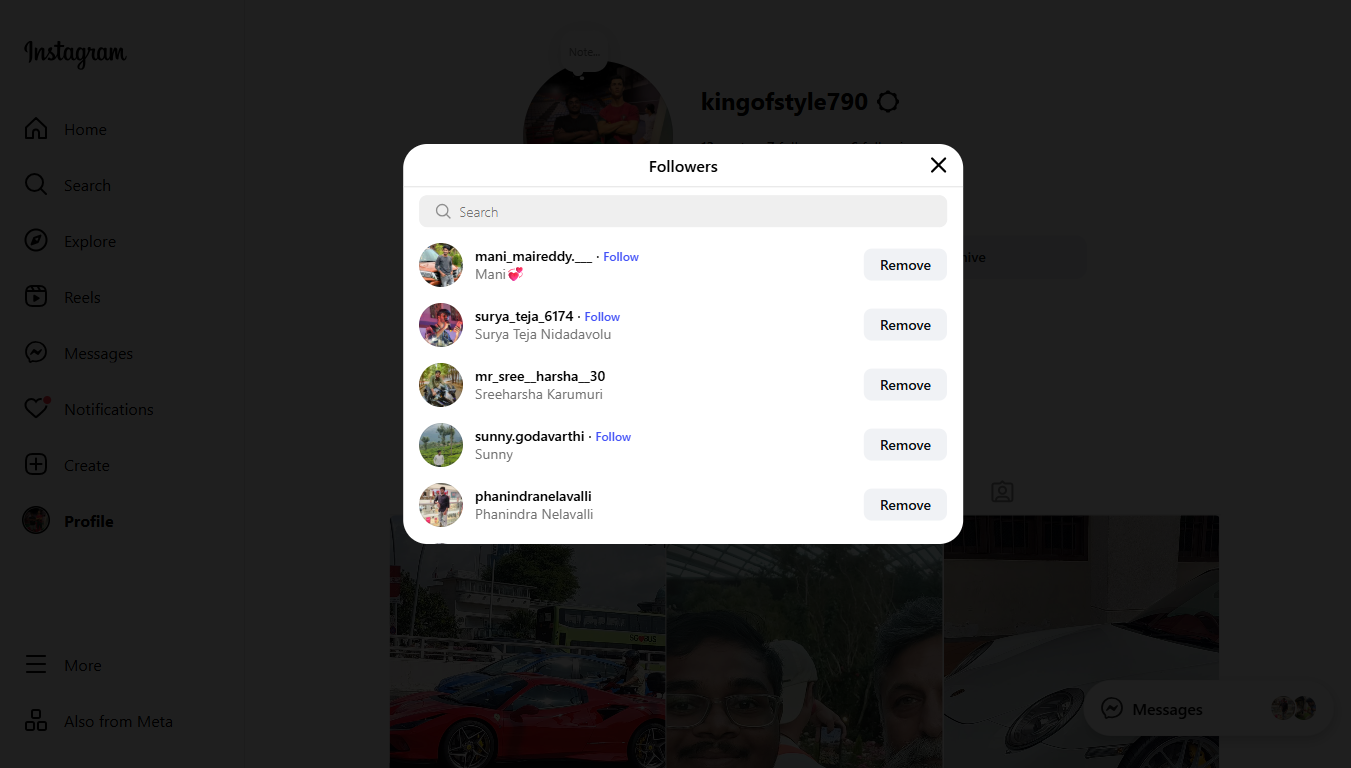 Instagram
Home
Search
Explore
Reels
Messages
Notifications
Create
Profile
More
Also from Meta
Note...
kingofstyle790
Followers
Search
mani_maireddy.___ · Follow
Mani💞
Remove
surya_teja_6174 · Follow
Surya Teja Nidadavolu
Remove
mr_sree__harsha__30
Sreeharsha Karumuri
Remove
sunny.godavarthi · Follow
Sunny
Remove
phanindranelavalli
Phanindra Nelavalli
Remove
Messages